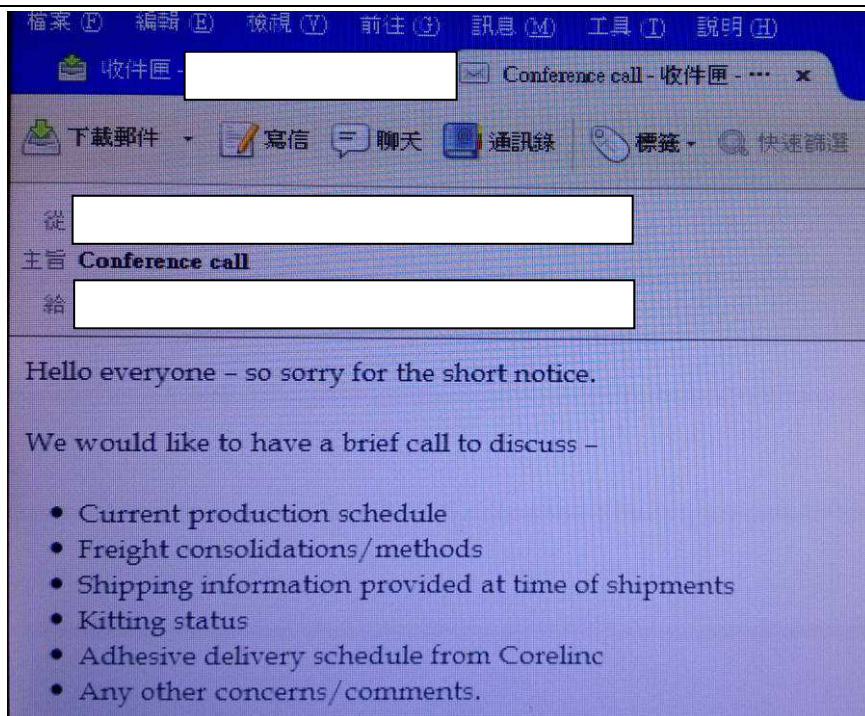 檔案 (F) 編輯 (E) 檢視 (V) 前往 (G) 訊息 (M) 工具 (T) 說明 (H)
收件匣 - Conference call - 收件匣 - ... ×
下載郵件 寫信 聊天 通訊錄 標籤 快速篩選
從
主旨 Conference call
給
Hello everyone – so sorry for the short notice.
We would like to have a brief call to discuss –
• Current production schedule
• Freight consolidations/methods
• Shipping information provided at time of shipments
• Kitting status
• Adhesive delivery schedule from Corelinc
• Any other concerns/comments.